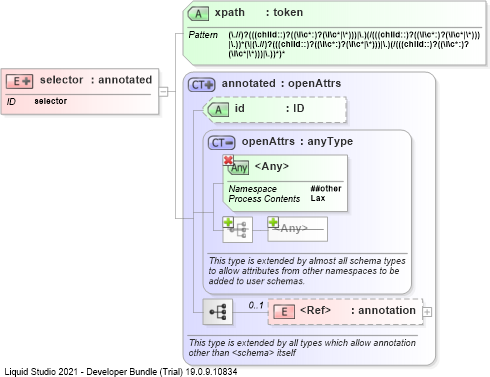 A xpath : token
Pattern (\.//)?(((child::)?((\i\c*:)?(\i\c*|\*)))|\.)(/(((child::)?((\i\c*:)?(\i\c*|\*)))
|\.))*(\|(\.//)?(((child::)?((\i\c*:)?(\i\c*|\*)))|\.)(/(((child::)?((\i\c*:)?
(\i\c*|\*)))|\.))*)*
E selector : annotated
ID selector
CT annotated : openAttrs
A id : ID
CT openAttrs : anyType
Any <Any>
Namespace ##other
Process Contents Lax
<Any>
This type is extended by almost all schema types
to allow attributes from other namespaces to be
added to user schemas.
0..1 E <Ref> : annotation
This type is extended by all types which allow annotation
other than <schema> itself
Liquid Studio 2021 - Developer Bundle (Trial) 19.0.9.10834